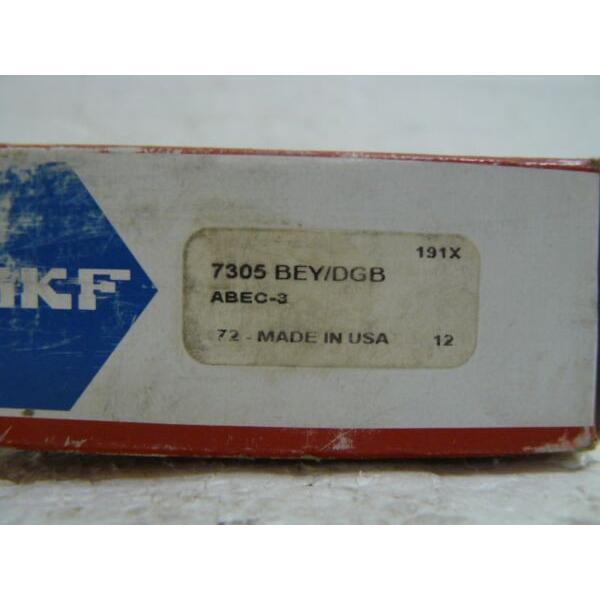 191X
SKF
7305 BEY/DGB
ABEC-3
72 - MADE IN USA 12